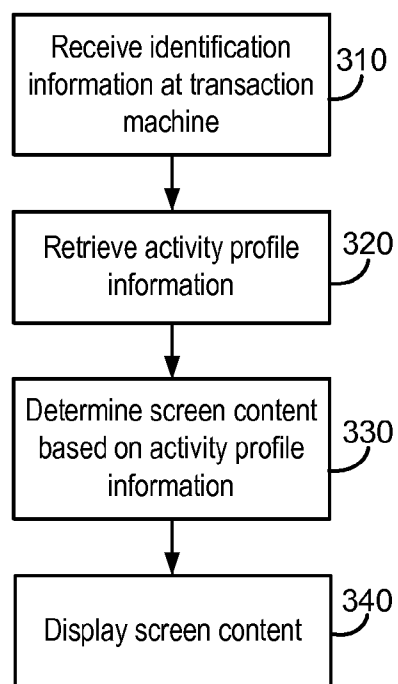 Receive identification
information at transaction
machine
310
Retrieve activity profile
information
320
Determine screen content
based on activity profile
information
330
Display screen content
340